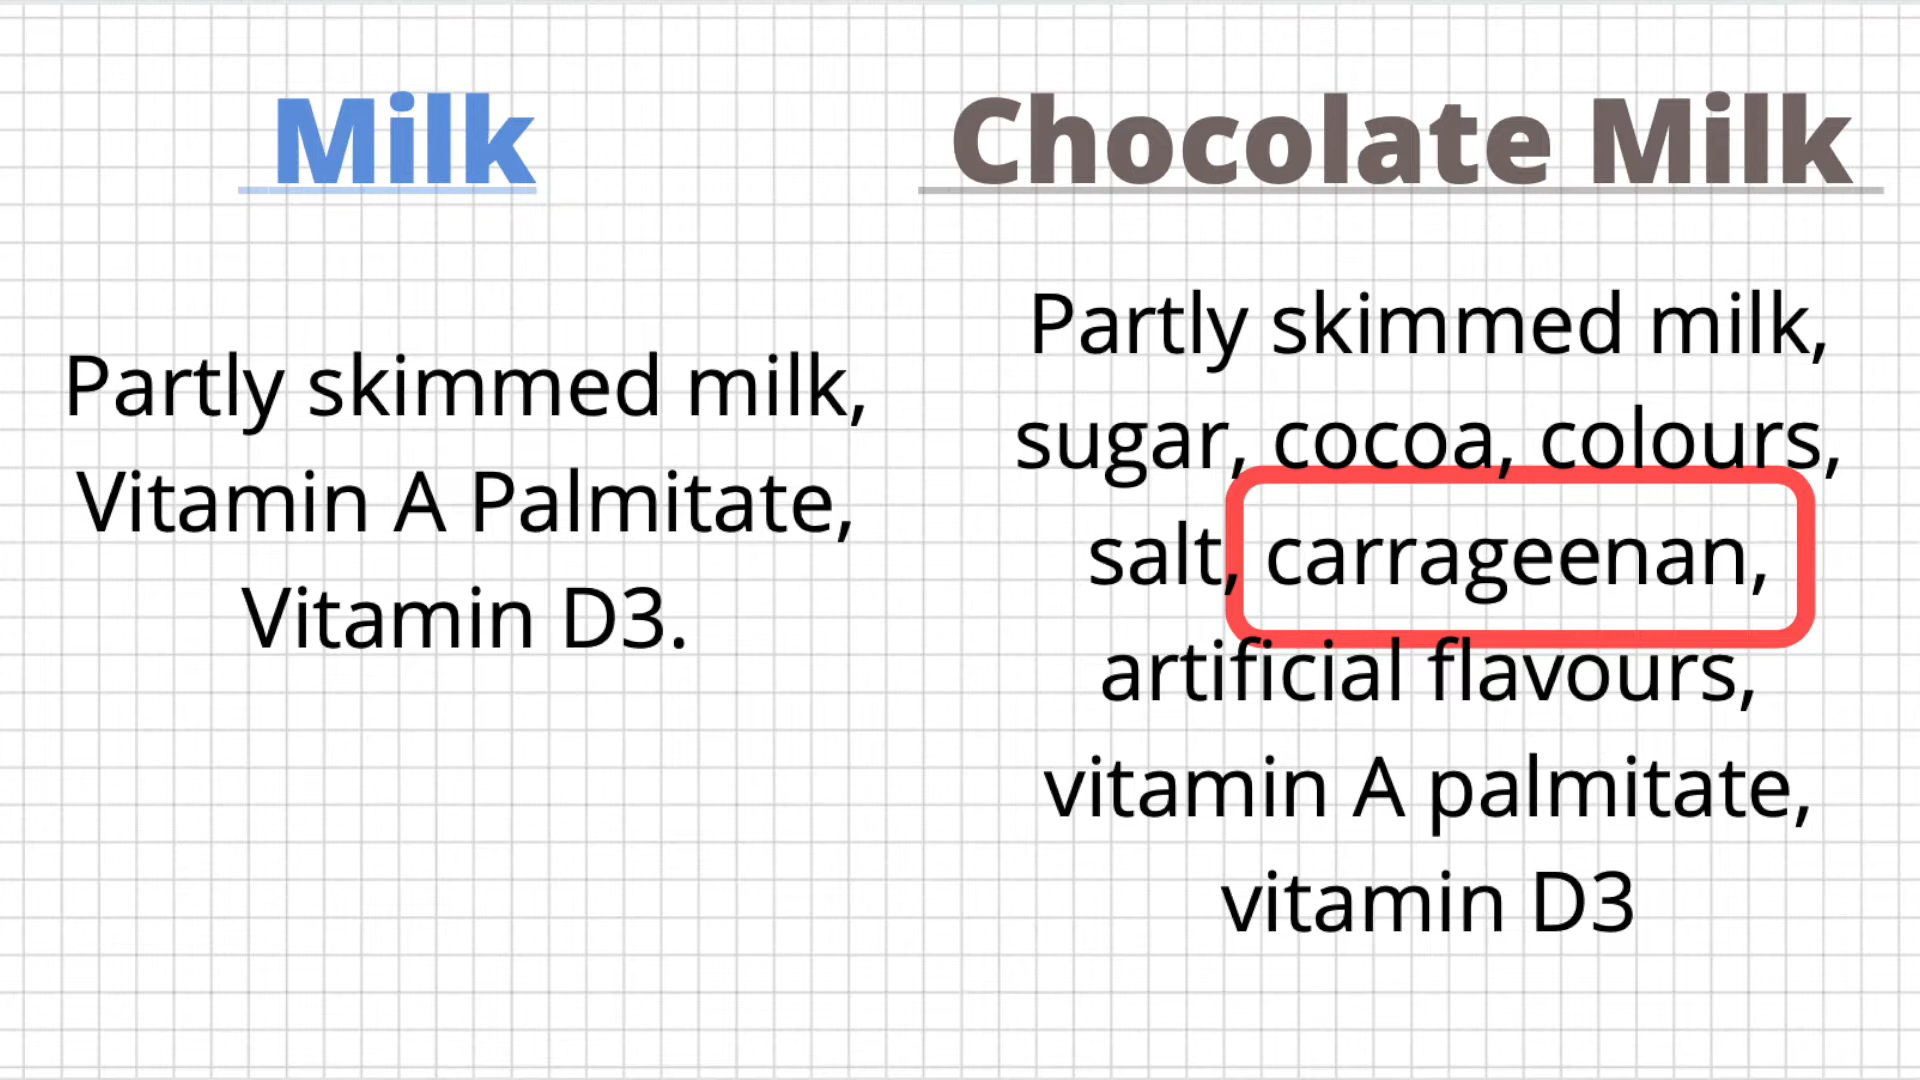 Milk
Partly skimmed milk,
Vitamin A Palmitate,
Vitamin D3.
Chocolate Milk
Partly skimmed milk,
sugar, cocoa, colours,
salt, carrageenan,
artificial flavours,
vitamin A palmitate,
vitamin D3